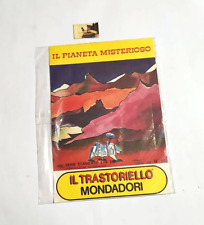 IL PIANETA MISTERIOSO
IL TRASTORIELLO
MONDADORI